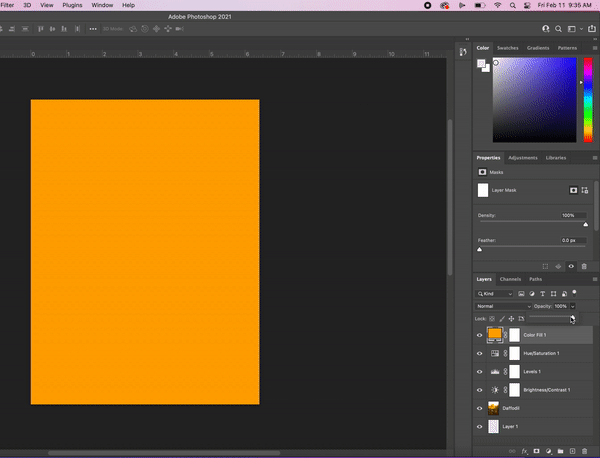 Filter 3D View Plugins Window Help Fri Feb 11 9:35 AM
Adobe Photoshop 2021
3D Mode:
0 1 2 3 4 5 6 7 8 9 10 11
Color Swatches Gradients Patterns
Properties Adjustments Libraries
Masks
Layer Mask
Density: 100%
Feather: 0.0 px
Layers Channels Paths
Kind
Normal Opacity: 100%
Lock:
Color Fill 1
Hue/Saturation 1
Levels 1
Brightness/Contrast 1
Daffodil
Layer 1
fx